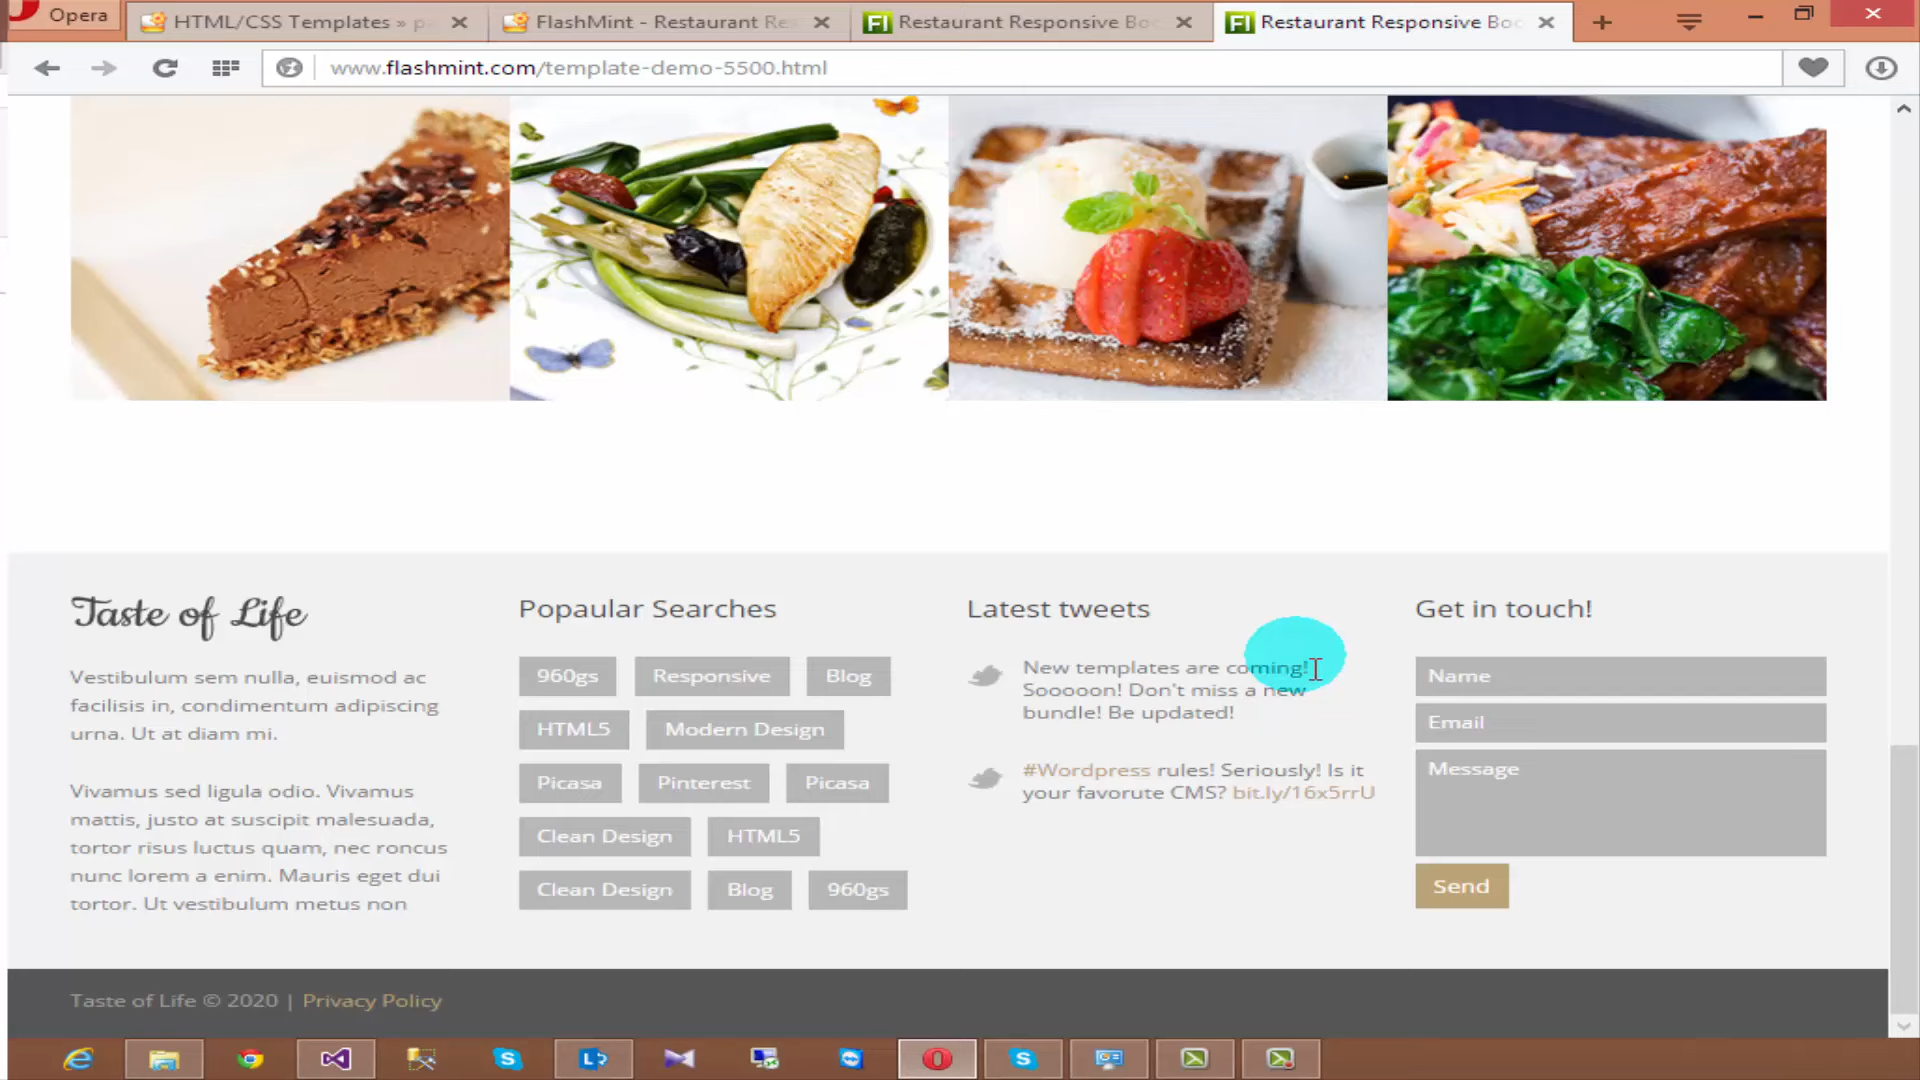 Opera
HTML/CSS Templates » p
FlashMint - Restaurant Res
Restaurant Responsive Boo
Restaurant Responsive Boo
www.flashmint.com/template-demo-5500.html
Taste of Life
Vestibulum sem nulla, euismod ac
facilisis in, condimentum adipiscing
urna. Ut at diam mi.
Vivamus sed ligula odio. Vivamus
mattis, justo at suscipit malesuada,
tortor risus luctus quam, nec roncus
nunc lorem a enim. Mauris eget dui
tortor. Ut vestibulum metus non
Popaular Searches
960gs Responsive Blog
HTML5 Modern Design
Picasa Pinterest Picasa
Clean Design HTML5
Clean Design Blog 960gs
Latest tweets
New templates are coming!
Sooooon! Don't miss a new
bundle! Be updated!
#Wordpress rules! Seriously! Is it
your favorute CMS? bit.ly/16x5rrU
Get in touch!
Name
Email
Message
Send
Taste of Life © 2020 | Privacy Policy